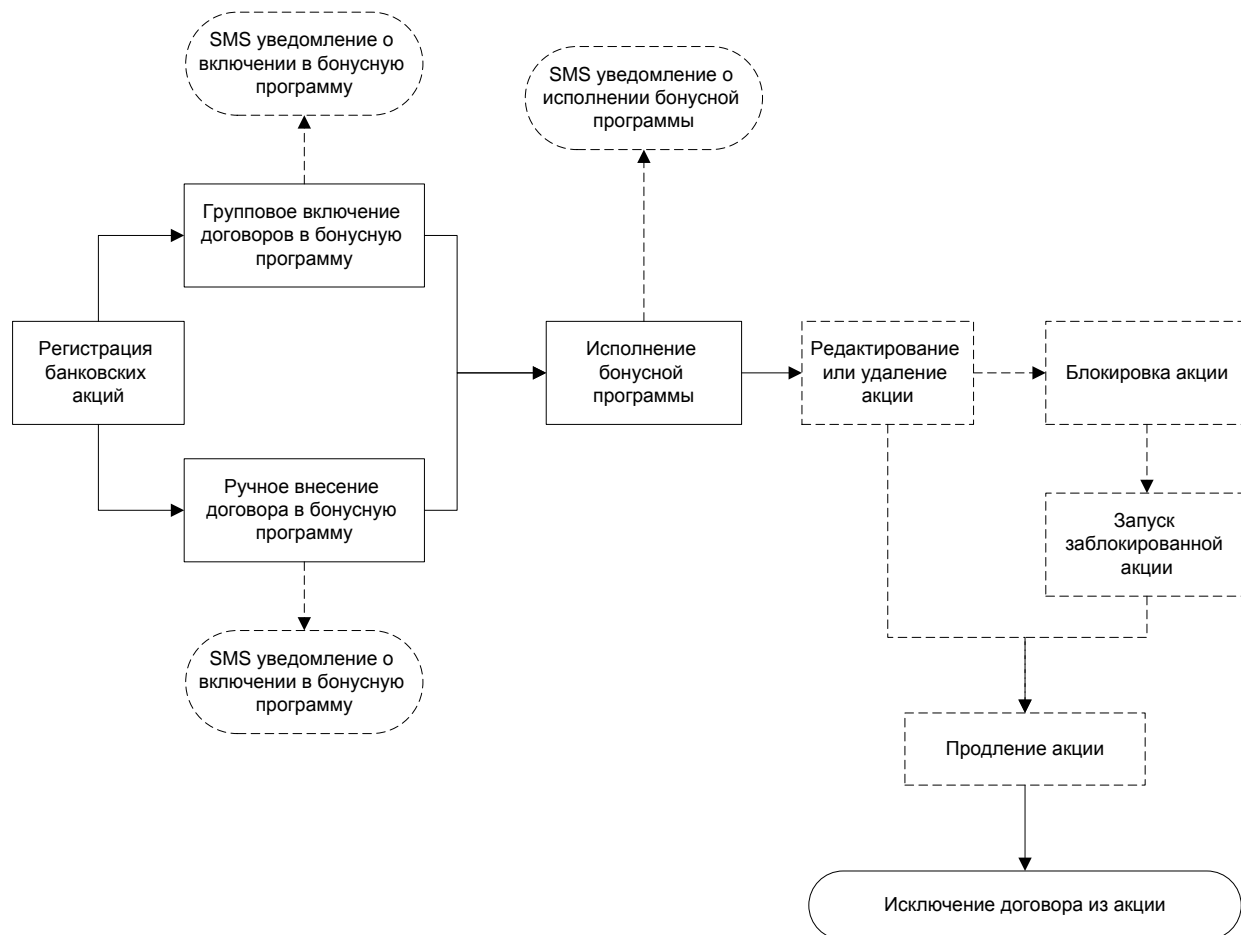 SMS уведомление о
включении в бонусную
программу
SMS уведомление о
исполнении бонусной
программы
Групповое включение
договоров в бонусную
программу
Регистрация
банковских
акций
Исполнение
бонусной
программы
Редактирование
или удаление
акции
Блокировка акции
Ручное внесение
договора в бонусную
программу
Запуск
заблокированной
акции
SMS уведомление о
включении в бонусную
программу
Продление акции
Исключение договора из акции